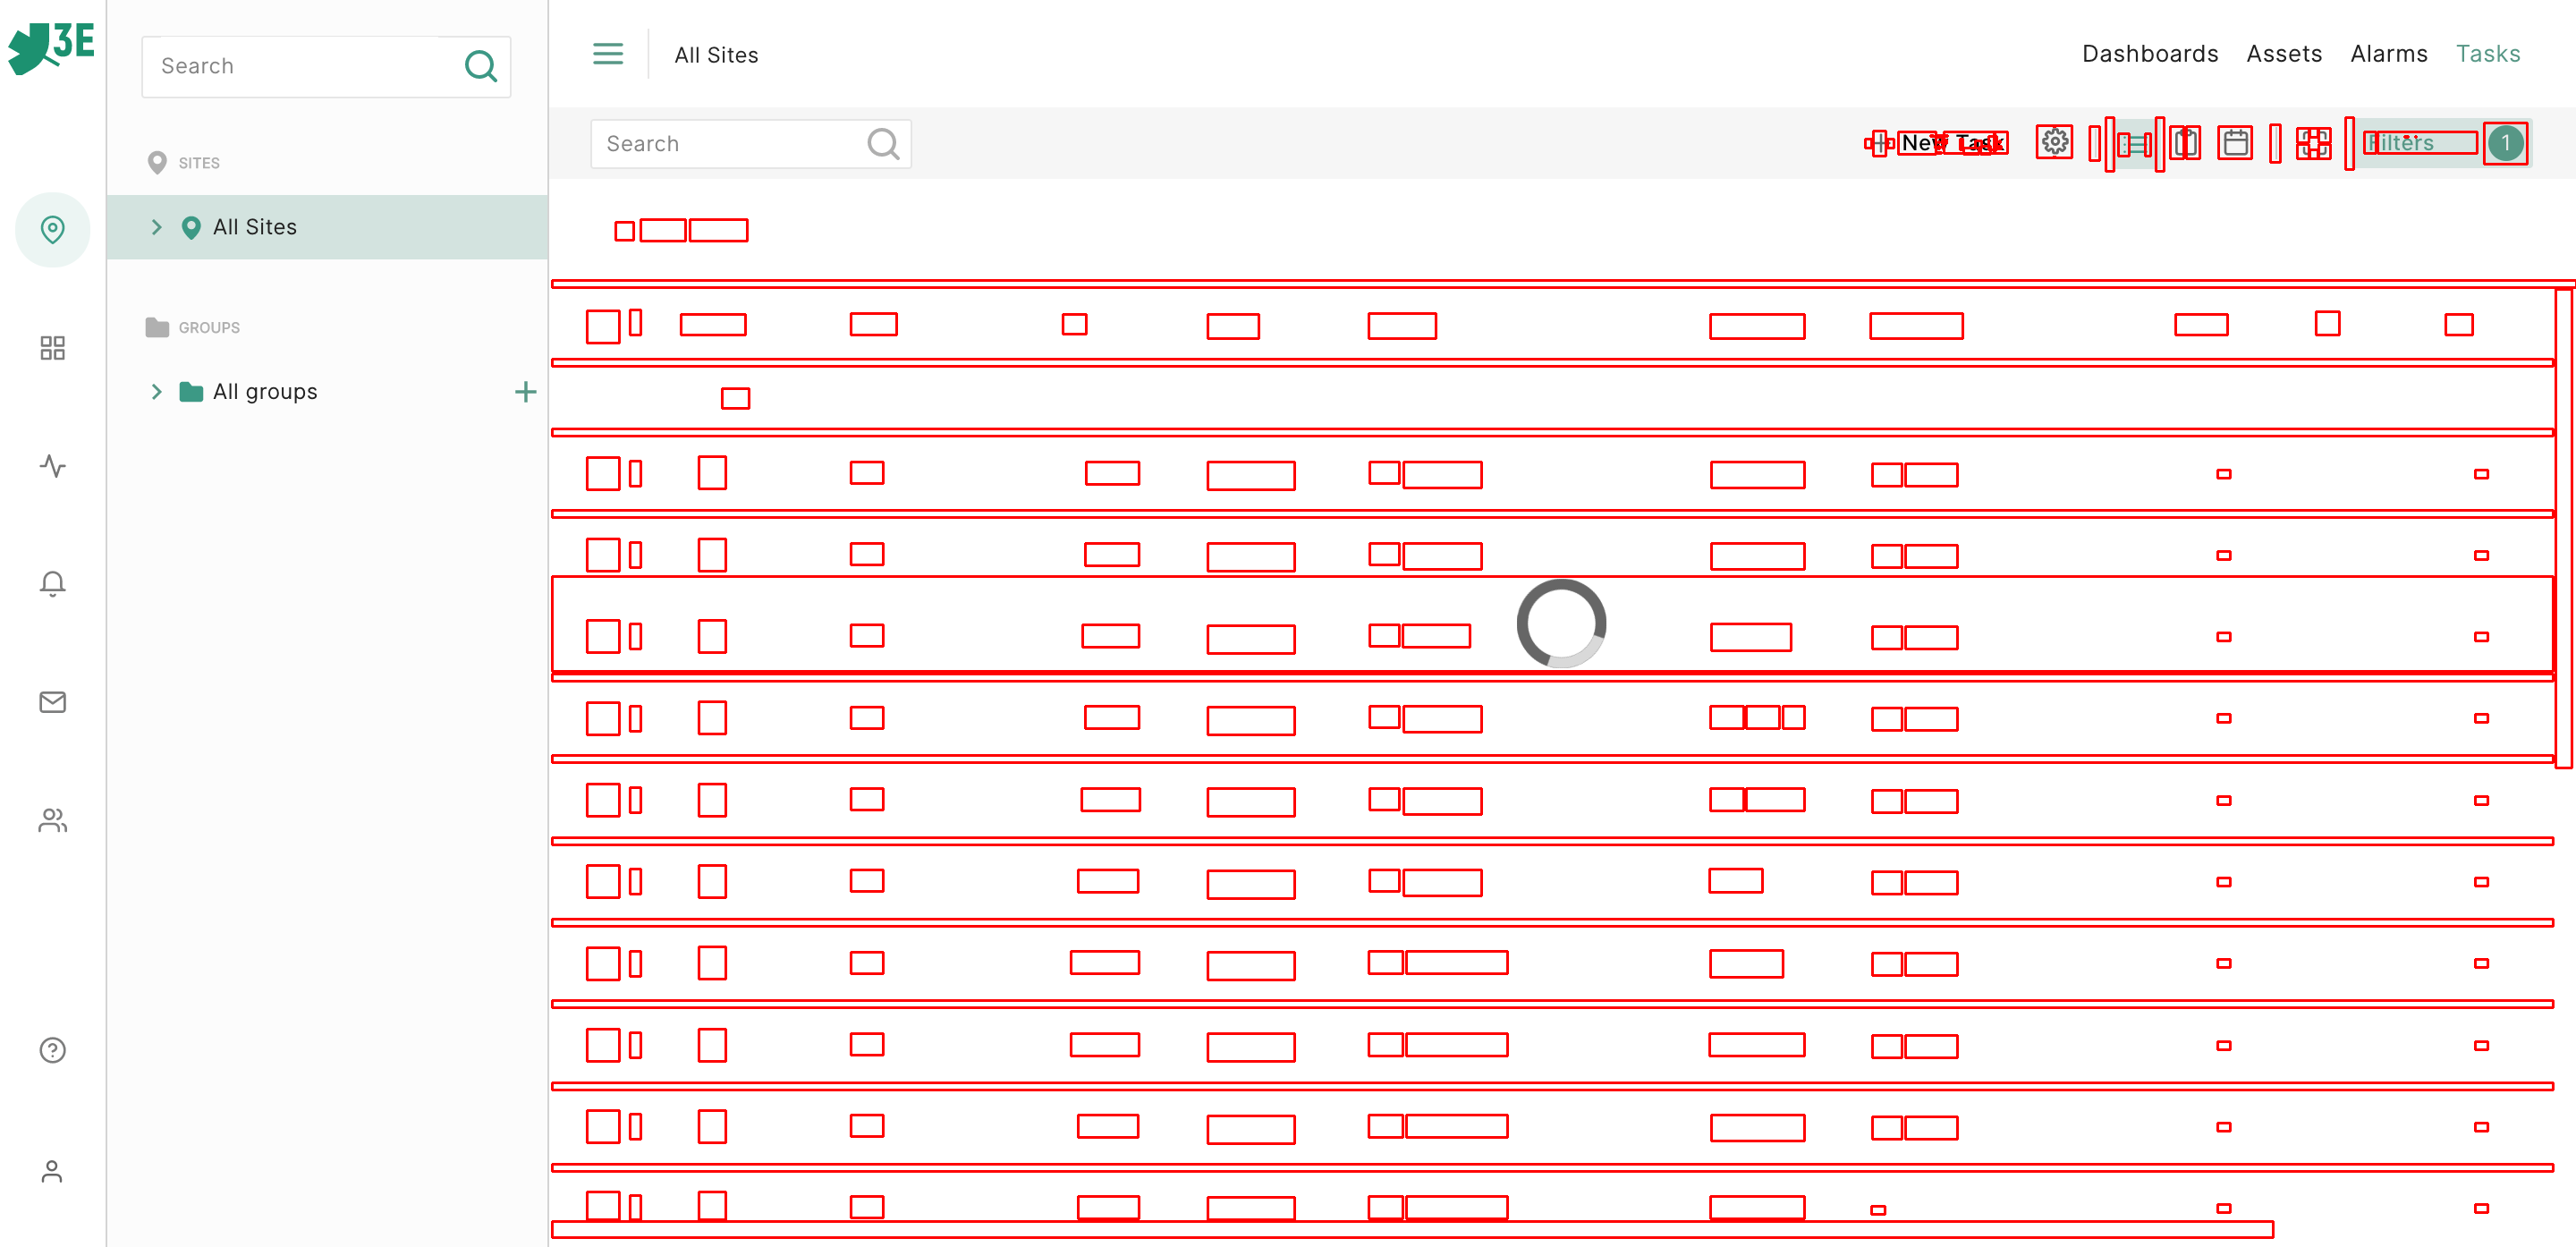 3E
Search
All Sites
Dashboards Assets Alarms Tasks
Search
New Task
Filters
1
SITES
All Sites
GROUPS
All groups